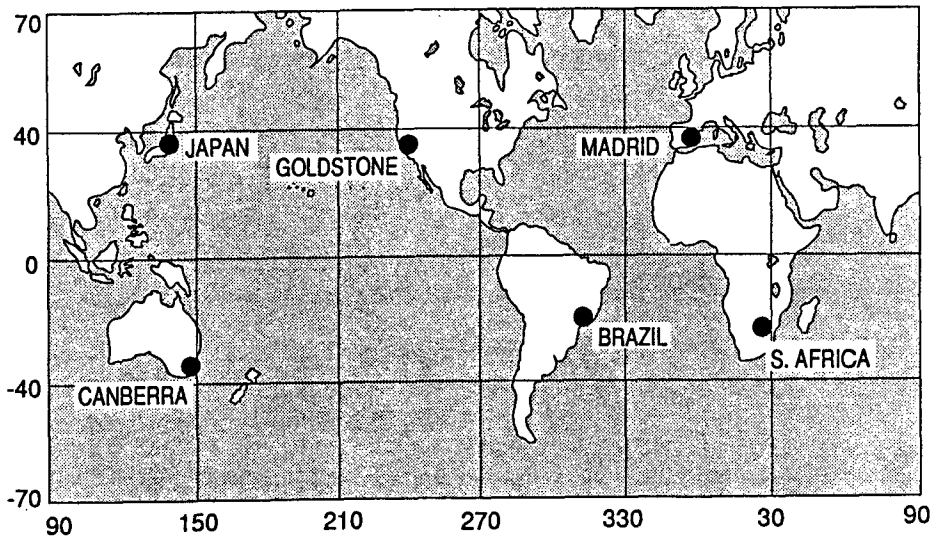 70
40
JAPAN
GOLDSTONE
MADRID
0
BRAZIL
S. AFRICA
-40
CANBERRA
-70
90 150 210 270 330 30 90